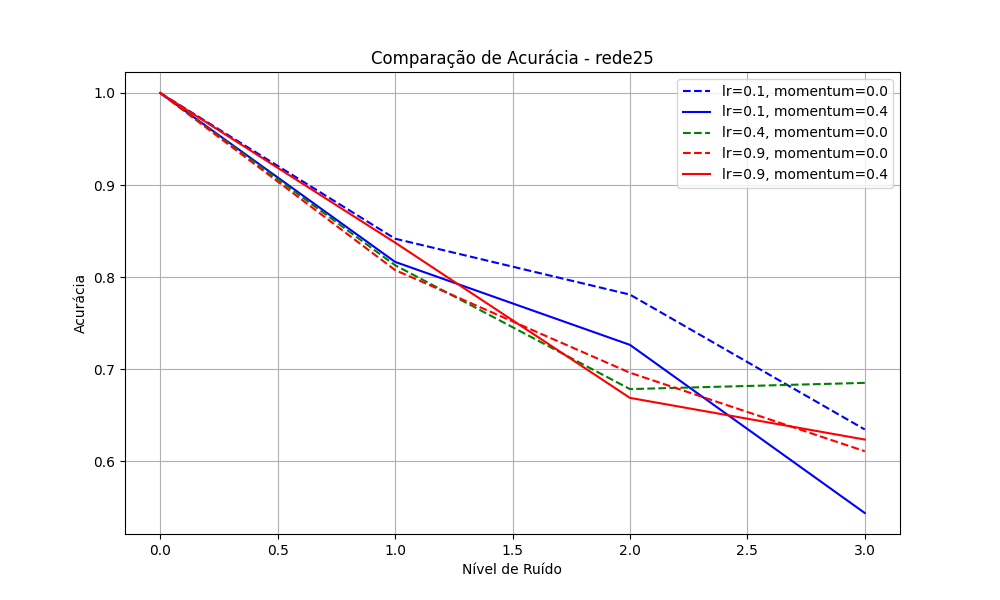 Comparação de Acurácia - rede25
lr=0.1, momentum=0.0
lr=0.1, momentum=0.4
lr=0.4, momentum=0.0
lr=0.9, momentum=0.0
lr=0.9, momentum=0.4
Acurácia
1.0
0.9
0.8
0.7
0.6
0.0 0.5 1.0 1.5 2.0 2.5 3.0
Nível de Ruído